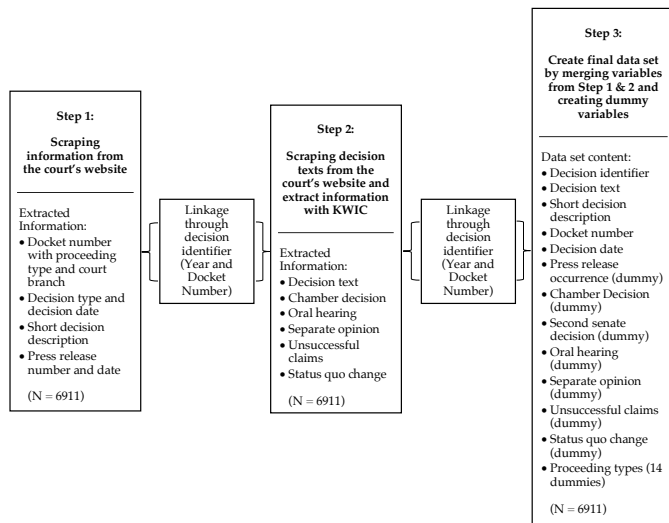 Step 1:
Scraping
information from
the court's website
Extracted
Information:
• Docket number
with proceeding
type and court
branch
• Decision type and
decision date
• Short decision
description
• Press release
number and date
(N = 6911)
Linkage
through
decision
identifier
(Year and
Docket
Number)
Step 2:
Scraping decision
texts from the
court's website and
extract information
with KWIC
Extracted
Information:
• Decision text
• Chamber decision
• Oral hearing
• Separate opinion
• Unsuccessful
claims
• Status quo change
(N = 6911)
Linkage
through
decision
identifier
(Year and
Docket
Number)
Step 3:
Create final data set
by merging variables
from Step 1 & 2 and
creating dummy
variables
Data set content:
• Decision identifier
• Decision text
• Short decision
description
• Docket number
• Decision date
• Press release
occurrence (dummy)
• Chamber Decision
(dummy)
• Second senate
decision (dummy)
• Oral hearing
(dummy)
• Separate opinion
(dummy)
• Unsuccessful claims
(dummy)
• Status quo change
(dummy)
• Proceeding types (14
dummies)
(N = 6911)